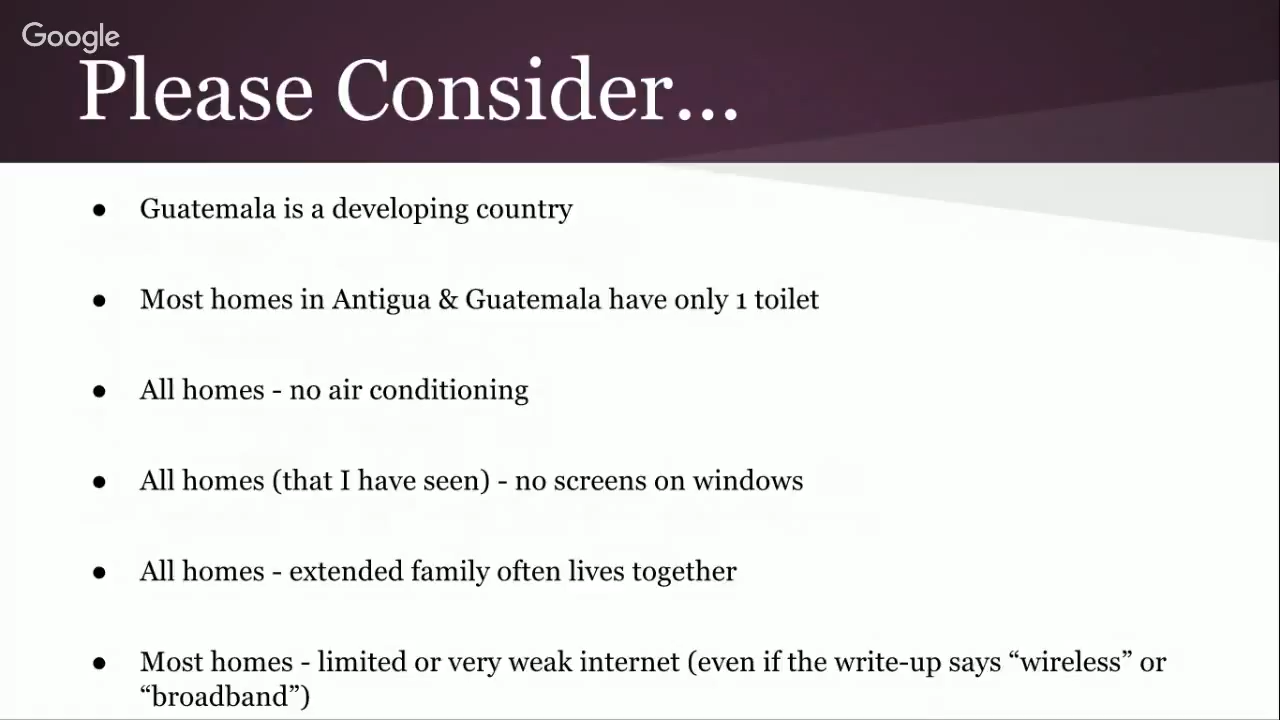 Google
Please Consider...
● Guatemala is a developing country
● Most homes in Antigua & Guatemala have only 1 toilet
● All homes - no air conditioning
● All homes (that I have seen) - no screens on windows
● All homes - extended family often lives together
● Most homes - limited or very weak internet (even if the write-up says “wireless” or
“broadband”)